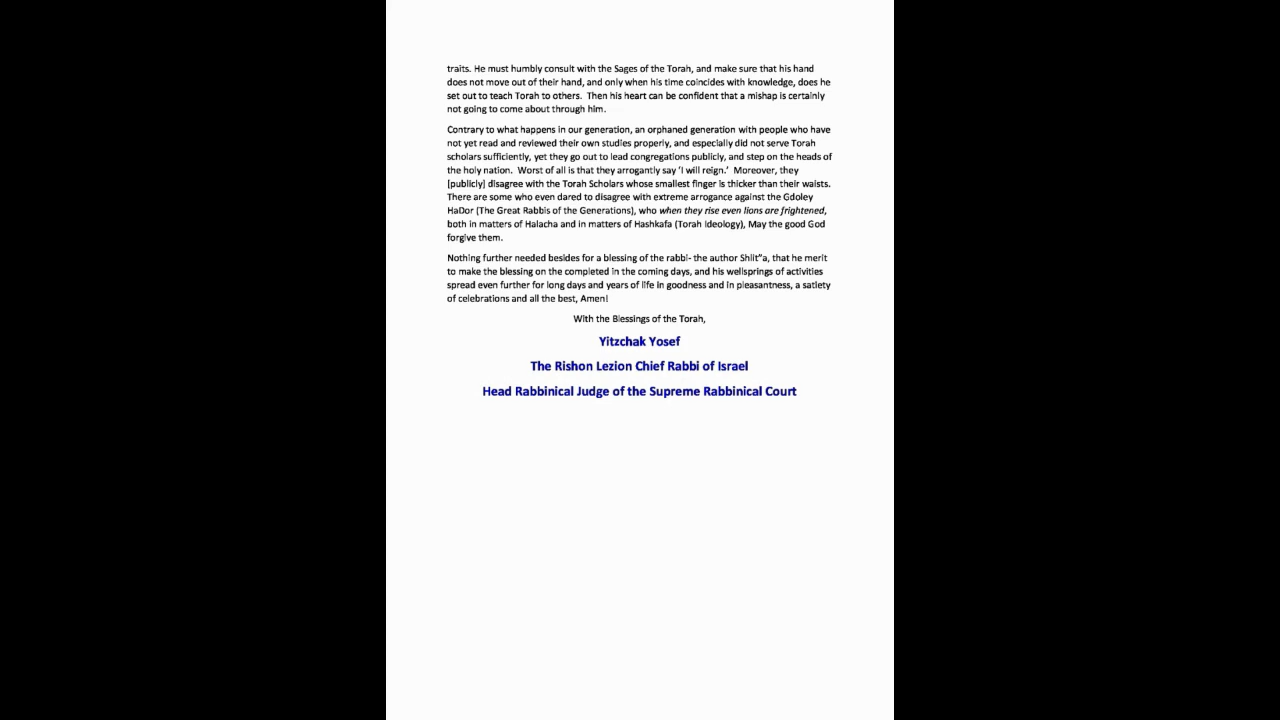 traits. He must humbly consult with the Sages of the Torah, and make sure that his hand
does not move out of their hand, and only when his time coincides with knowledge, does he
set out to teach Torah to others.  Then his heart can be confident that a mishap is certainly
not going to come about through him.
Contrary to what happens in our generation, an orphaned generation with people who have
not yet read and reviewed their own studies properly, and especially did not serve Torah
scholars sufficiently, yet they go out to lead congregations publicly, and step on the heads of
the holy nation.  Worst of all is that they arrogantly say ‘I will reign.’  Moreover, they
[publicly] disagree with the Torah Scholars whose smallest finger is thicker than their waists.
There are some who even dared to disagree with extreme arrogance against the Gdoley
HaDor (The Great Rabbis of the Generations), who when they rise even lions are frightened,
both in matters of Halacha and in matters of Hashkafa (Torah Ideology), May the good God
forgive them.
Nothing further needed besides for a blessing of the rabbi- the author Shlit”a, that he merit
to make the blessing on the completed in the coming days, and his wellsprings of activities
spread even further for long days and years of life in goodness and in pleasantness, a satiety
of celebrations and all the best, Amen!
With the Blessings of the Torah,
Yitzchak Yosef
The Rishon Lezion Chief Rabbi of Israel
Head Rabbinical Judge of the Supreme Rabbinical Court